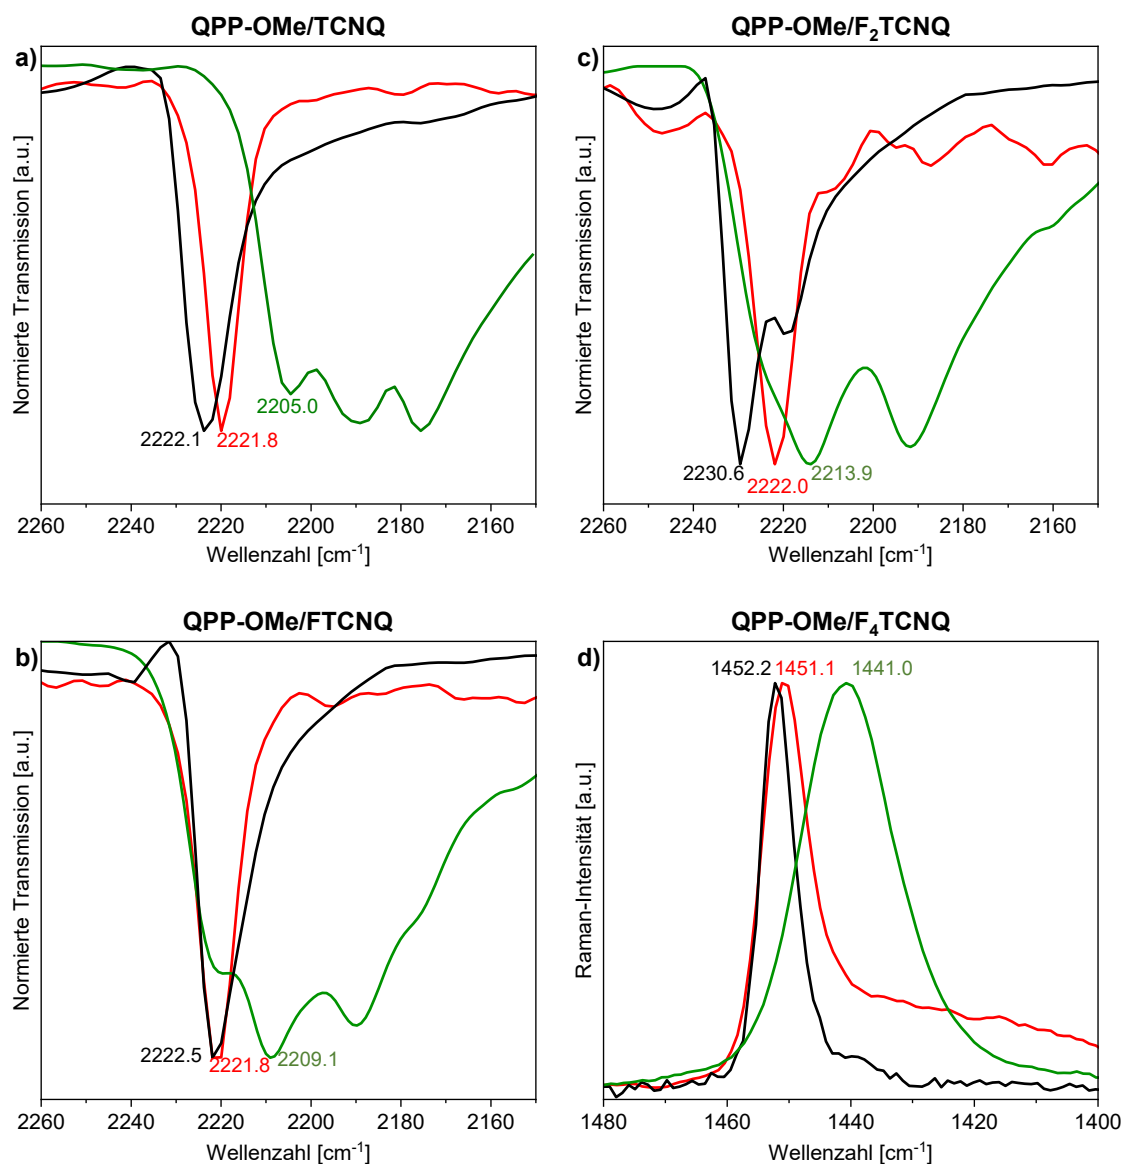 QPP-OMe/TCNQ
a)
Normierte Transmission [a.u.]
2205.0
2222.1
2221.8
2260 2240 2220 2200 2180 2160
Wellenzahl [cm⁻¹]
QPP-OMe/F₂TCNQ
c)
Normierte Transmission [a.u.]
2230.6
2213.9
2222.0
2260 2240 2220 2200 2180 2160
Wellenzahl [cm⁻¹]
QPP-OMe/FTCNQ
b)
Normierte Transmission [a.u.]
2222.5
2221.8
2209.1
2260 2240 2220 2200 2180 2160
Wellenzahl [cm⁻¹]
QPP-OMe/F₄TCNQ
d)
1452.2
1451.1
1441.0
Raman-Intensität [a.u.]
1480 1460 1440 1420 1400
Wellenzahl [cm⁻¹]